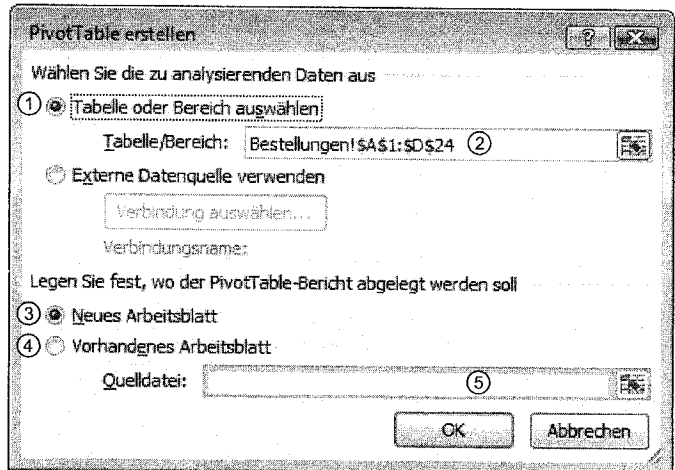 PivotTable erstellen
Wählen Sie die zu analysierenden Daten aus
① Tabelle oder Bereich auswählen
Tabelle/Bereich: Bestellungen!$A$1:$D$24 ②
Externe Datenquelle verwenden
Verbindung auswählen...
Verbindungsname:
Legen Sie fest, wo der PivotTable-Bericht abgelegt werden soll
③ Neues Arbeitsblatt
④ Vorhandenes Arbeitsblatt
Quelldatei: ⑤
OK Abbrechen